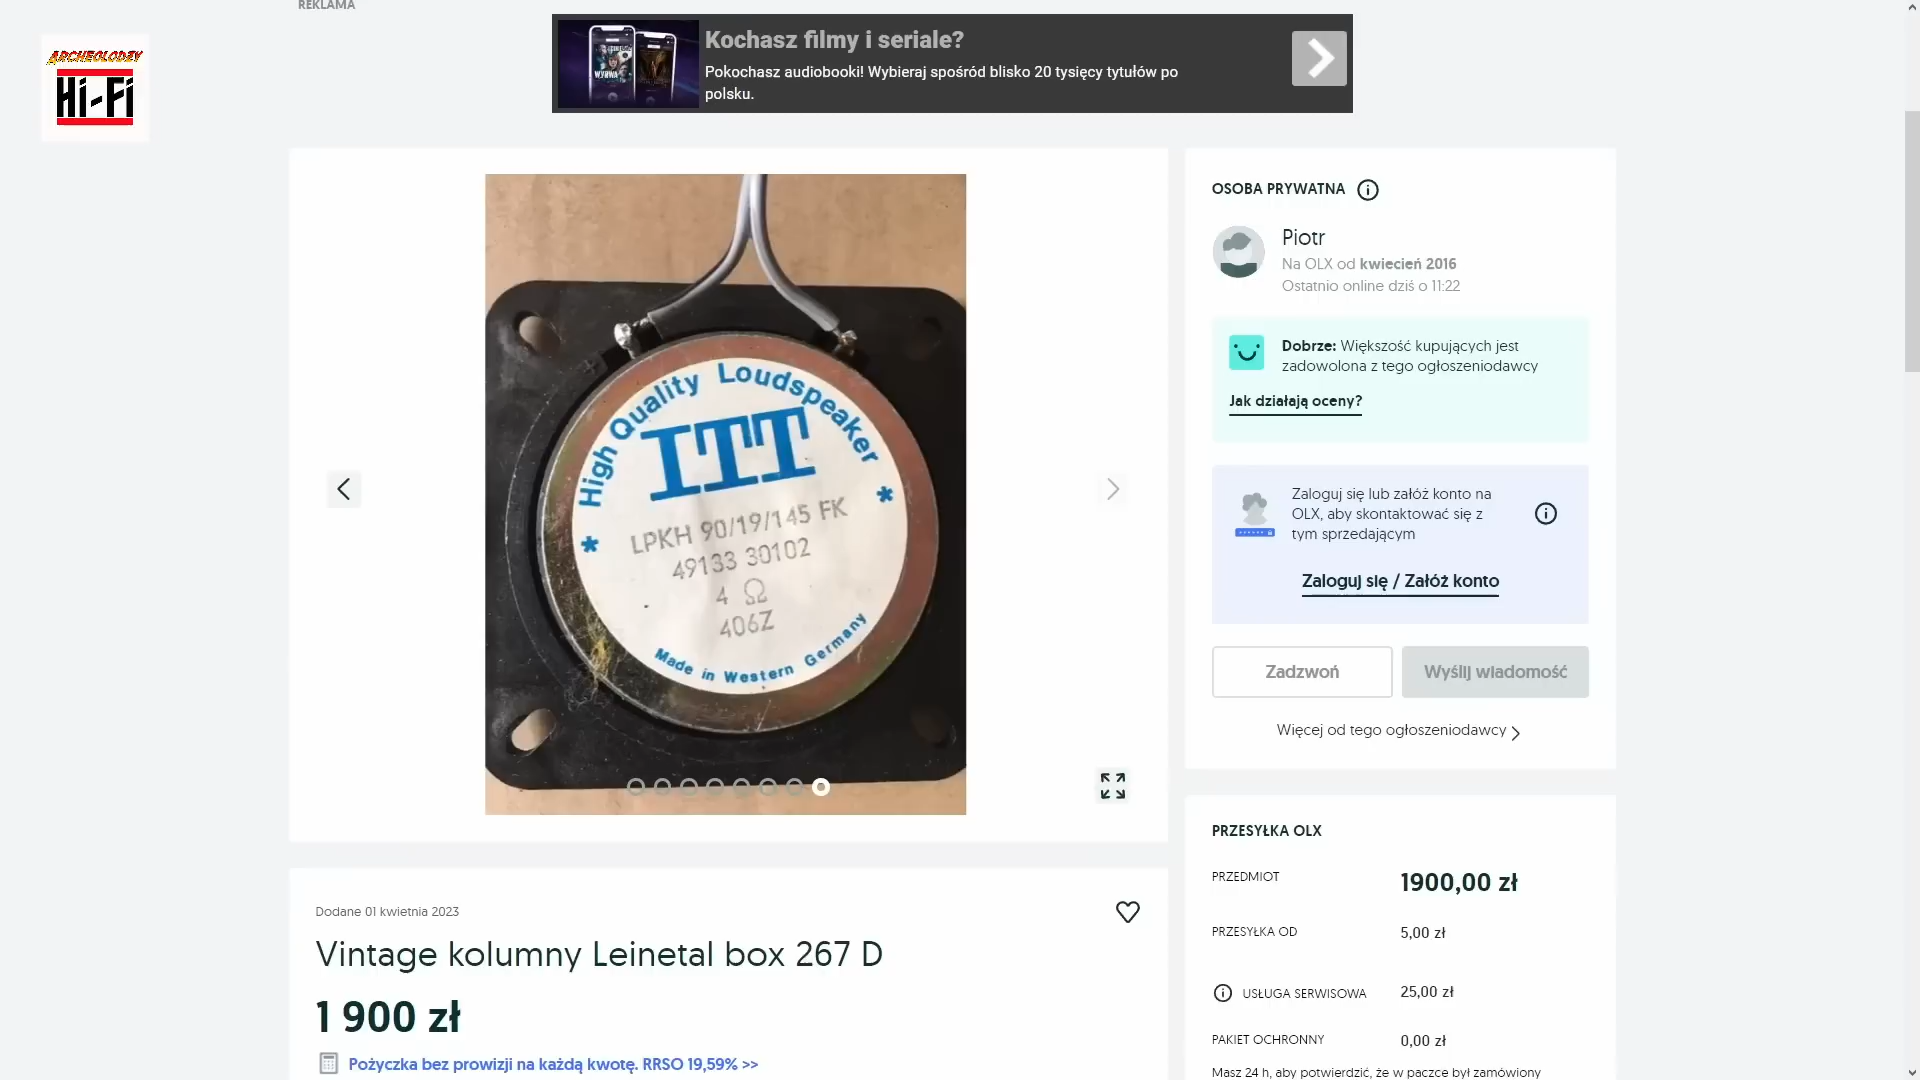 REKLAMA
ARCHEOLODZY
Hi-Fi
Kochasz filmy i seriale?
Pokochasz audiobooki! Wybieraj spośród blisko 20 tysięcy tytułów po
polsku.
WYRWA
High Quality Loudspeaker
ITT
LPKH 90/19/145 FK
49133 30102
4 Ω
406Z
Made in Western Germany
Dodane 01 kwietnia 2023
Vintage kolumny Leinetal box 267 D
1 900 zł
Pożyczka bez prowizji na każdą kwotę. RRSO 19,59% >>
OSOBA PRYWATNA
Piotr
Na OLX od kwiecień 2016
Ostatnio online dziś o 11:22
Dobrze: Większość kupujących jest
zadowolona z tego ogłoszeniodawcy
Jak działają oceny?
Zaloguj się lub załóż konto na
OLX, aby skontaktować się z
tym sprzedającym
Zaloguj się / Załóż konto
Zadzwoń
Wyślij wiadomość
Więcej od tego ogłoszeniodawcy
PRZESYŁKA OLX
PRZEDMIOT 1900,00 zł
PRZESYŁKA OD 5,00 zł
USŁUGA SERWISOWA 25,00 zł
PAKIET OCHRONNY 0,00 zł
Masz 24 h, aby potwierdzić, że w paczce był zamówiony